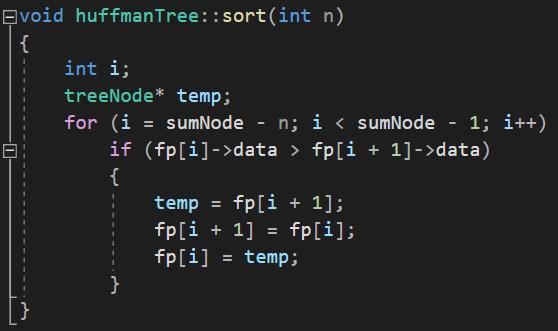 void huffmanTree::sort(int n)
{
    int i;
    treeNode* temp;
    for (i = sumNode - n; i < sumNode - 1; i++)
        if (fp[i]->data > fp[i + 1]->data)
        {
            temp = fp[i + 1];
            fp[i + 1] = fp[i];
            fp[i] = temp;
        }
}